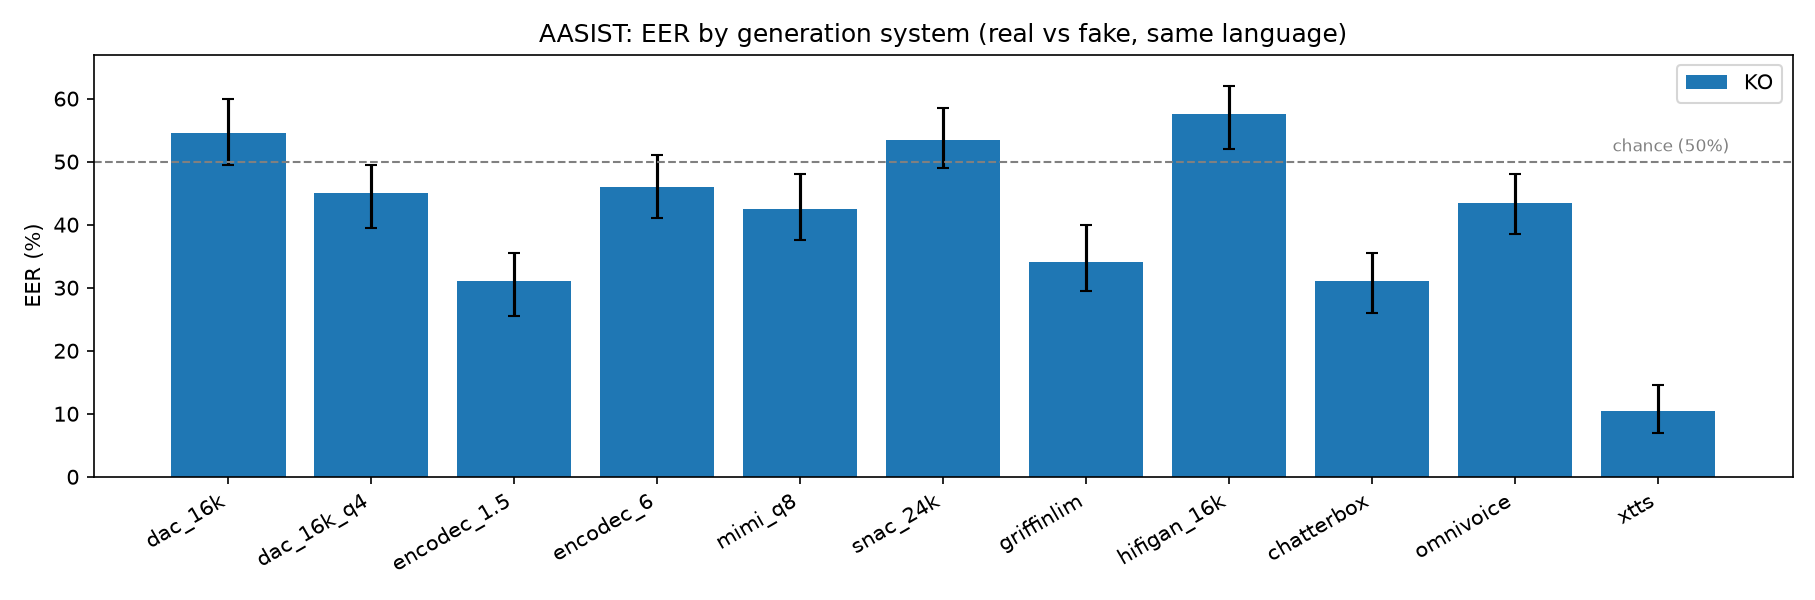 AASIST: EER by generation system (real vs fake, same language)
KO
chance (50%)
EER (%)
60
50
40
30
20
10
0
dac_16k
dac_16k_q4
encodec_1.5
encodec_6
mimi_q8
snac_24k
griffinlim
hifigan_16k
chatterbox
omnivoice
xtts